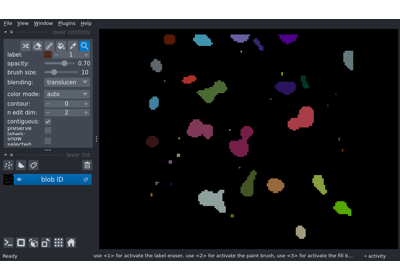 File View Window Plugins Help
layer controls
label: 1
opacity: 0.70
brush size: 10
blending: translucen
color mode: auto
contour: 0
n edit dim: 2
contiguous:
preserve labels:
show selected:
layer list
blob ID
Ready use <1> for activate the label eraser, use <2> for activate the paint brush, use <3> for activate the fill b... activity